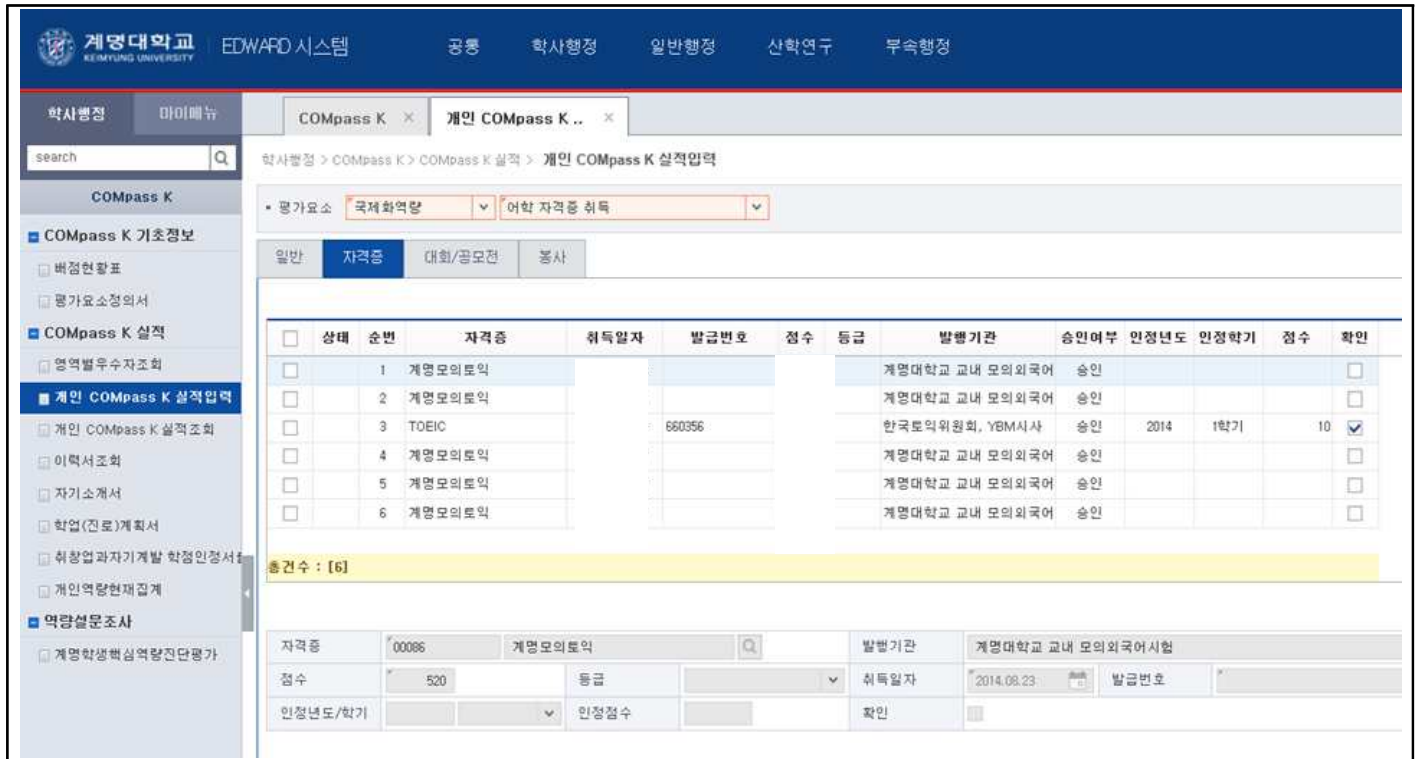 계명대학교 KEIMYUNG UNIVERSITY EDWARD 시스템 공통 학사행정 일반행정 산학연구 부속행정
학사행정 마이메뉴
COMpass K × 개인 COMpass K .. ×
search
학사행정 > COMpass K > COMpass K 실적 > 개인 COMpass K 실적입력
COMpass K
COMpass K 기초정보
배점현황표
평가요소정의서
COMpass K 실적
영역별우수자조회
개인 COMpass K 실적입력
개인 COMpass K 실적조회
이력서조회
자기소개서
학업(진로)계획서
취창업과자기계발 학점인정서
개인역량현재집계
역량설문조사
계명학생핵심역량진단평가
• 평가요소 국제화역량 어학 자격증 취득
일반 자격증 대회/공모전 봉사
상태 순번 자격증 취득일자 발급번호 점수 등급 발행기관 승인여부 인정년도 인정학기 점수 확인
1 계명모의토익 계명대학교 교내 모의외국어 승인
2 계명모의토익 계명대학교 교내 모의외국어 승인
3 TOEIC 660356 한국토익위원회, YBM시사 승인 2014 1학기 10
4 계명모의토익 계명대학교 교내 모의외국어 승인
5 계명모의토익 계명대학교 교내 모의외국어 승인
6 계명모의토익 계명대학교 교내 모의외국어 승인
총건수 : [6]
자격증 00086 계명모의토익 발행기관 계명대학교 교내 모의외국어시험
점수 520 등급 취득일자 2014.08.23 발급번호
인정년도/학기 인정점수 확인